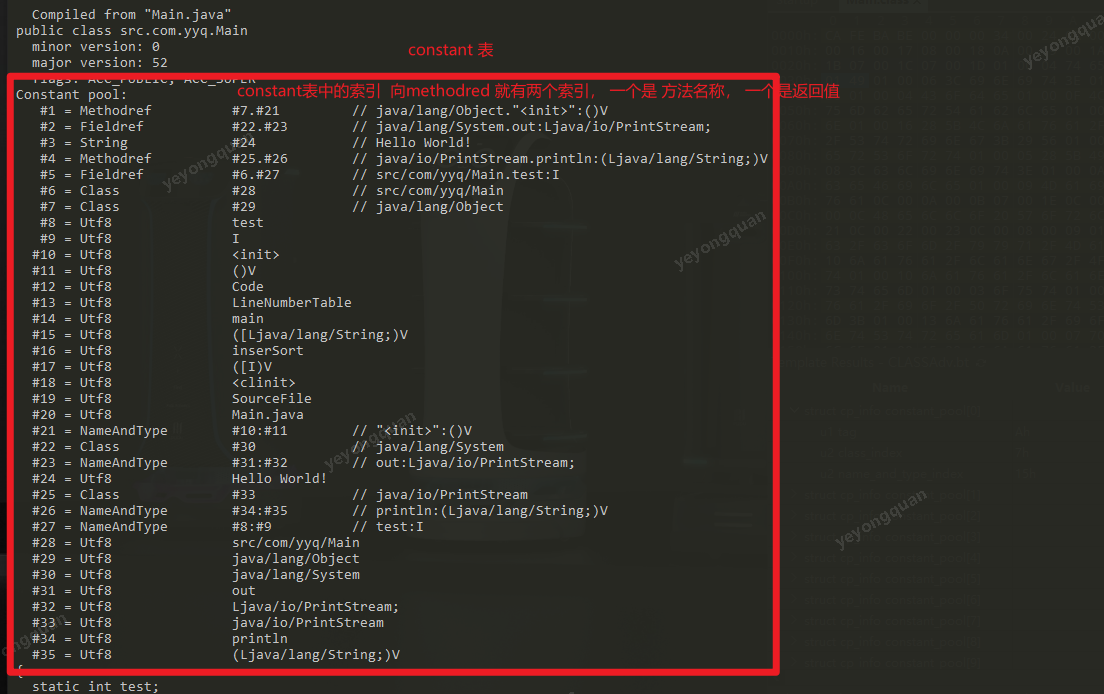 Compiled from "Main.java"
public class src.com.yyq.Main
minor version: 0
major version: 52
constant 表
flags: ACC_PUBLIC, ACC_SUPER
constant表中的索引 向methodred 就有两个索引, 一个是 方法名称, 一个是返回值
Constant pool:
#1 = Methodref #7.#21 // java/lang/Object."<init>":()V
#2 = Fieldref #22.#23 // java/lang/System.out:Ljava/io/PrintStream;
#3 = String #24 // Hello World!
#4 = Methodref #25.#26 // java/io/PrintStream.println:(Ljava/lang/String;)V
#5 = Fieldref #6.#27 // src/com/yyq/Main.test:I
#6 = Class #28 // src/com/yyq/Main
#7 = Class #29 // java/lang/Object
#8 = Utf8 test
#9 = Utf8 I
#10 = Utf8 <init>
#11 = Utf8 ()V
#12 = Utf8 Code
#13 = Utf8 LineNumberTable
#14 = Utf8 main
#15 = Utf8 ([Ljava/lang/String;)V
#16 = Utf8 inserSort
#17 = Utf8 ([I)V
#18 = Utf8 <clinit>
#19 = Utf8 SourceFile
#20 = Utf8 Main.java
#21 = NameAndType #10:#11 // "<init>":()V
#22 = Class #30 // java/lang/System
#23 = NameAndType #31:#32 // out:Ljava/io/PrintStream;
#24 = Utf8 Hello World!
#25 = Class #33 // java/io/PrintStream
#26 = NameAndType #34:#35 // println:(Ljava/lang/String;)V
#27 = NameAndType #8:#9 // test:I
#28 = Utf8 src/com/yyq/Main
#29 = Utf8 java/lang/Object
#30 = Utf8 java/lang/System
#31 = Utf8 out
#32 = Utf8 Ljava/io/PrintStream;
#33 = Utf8 java/io/PrintStream
#34 = Utf8 println
#35 = Utf8 (Ljava/lang/String;)V
{
static int test;
yeyongquan
yeyongquan
yeyongquan
yeyongquan
yeyongquan